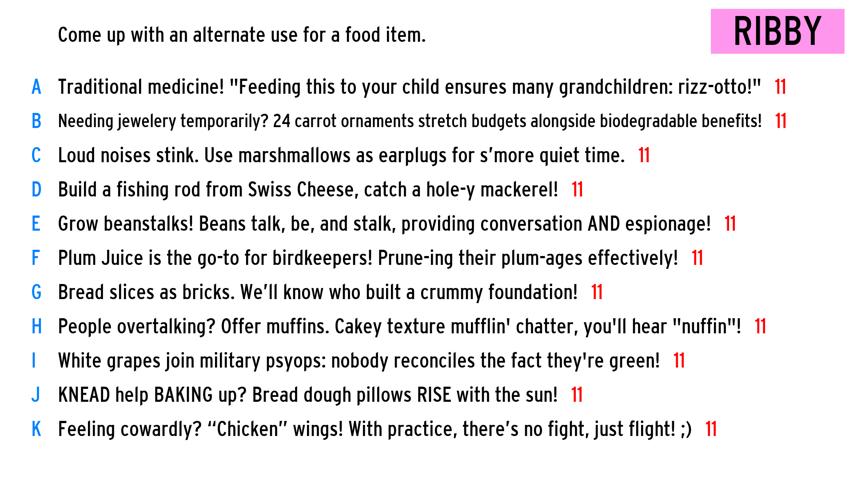 Come up with an alternate use for a food item.
RIBBY
A Traditional medicine! "Feeding this to your child ensures many grandchildren: rizz-otto!" 11
B Needing jewelery temporarily? 24 carrot ornaments stretch budgets alongside biodegradable benefits! 11
C Loud noises stink. Use marshmallows as earplugs for s’more quiet time. 11
D Build a fishing rod from Swiss Cheese, catch a hole-y mackerel! 11
E Grow beanstalks! Beans talk, be, and stalk, providing conversation AND espionage! 11
F Plum Juice is the go-to for birdkeepers! Prune-ing their plum-ages effectively! 11
G Bread slices as bricks. We’ll know who built a crummy foundation! 11
H People overtalking? Offer muffins. Cakey texture mufflin' chatter, you'll hear "nuffin"! 11
I White grapes join military psyops: nobody reconciles the fact they're green! 11
J KNEAD help BAKING up? Bread dough pillows RISE with the sun! 11
K Feeling cowardly? “Chicken” wings! With practice, there’s no fight, just flight! ;) 11